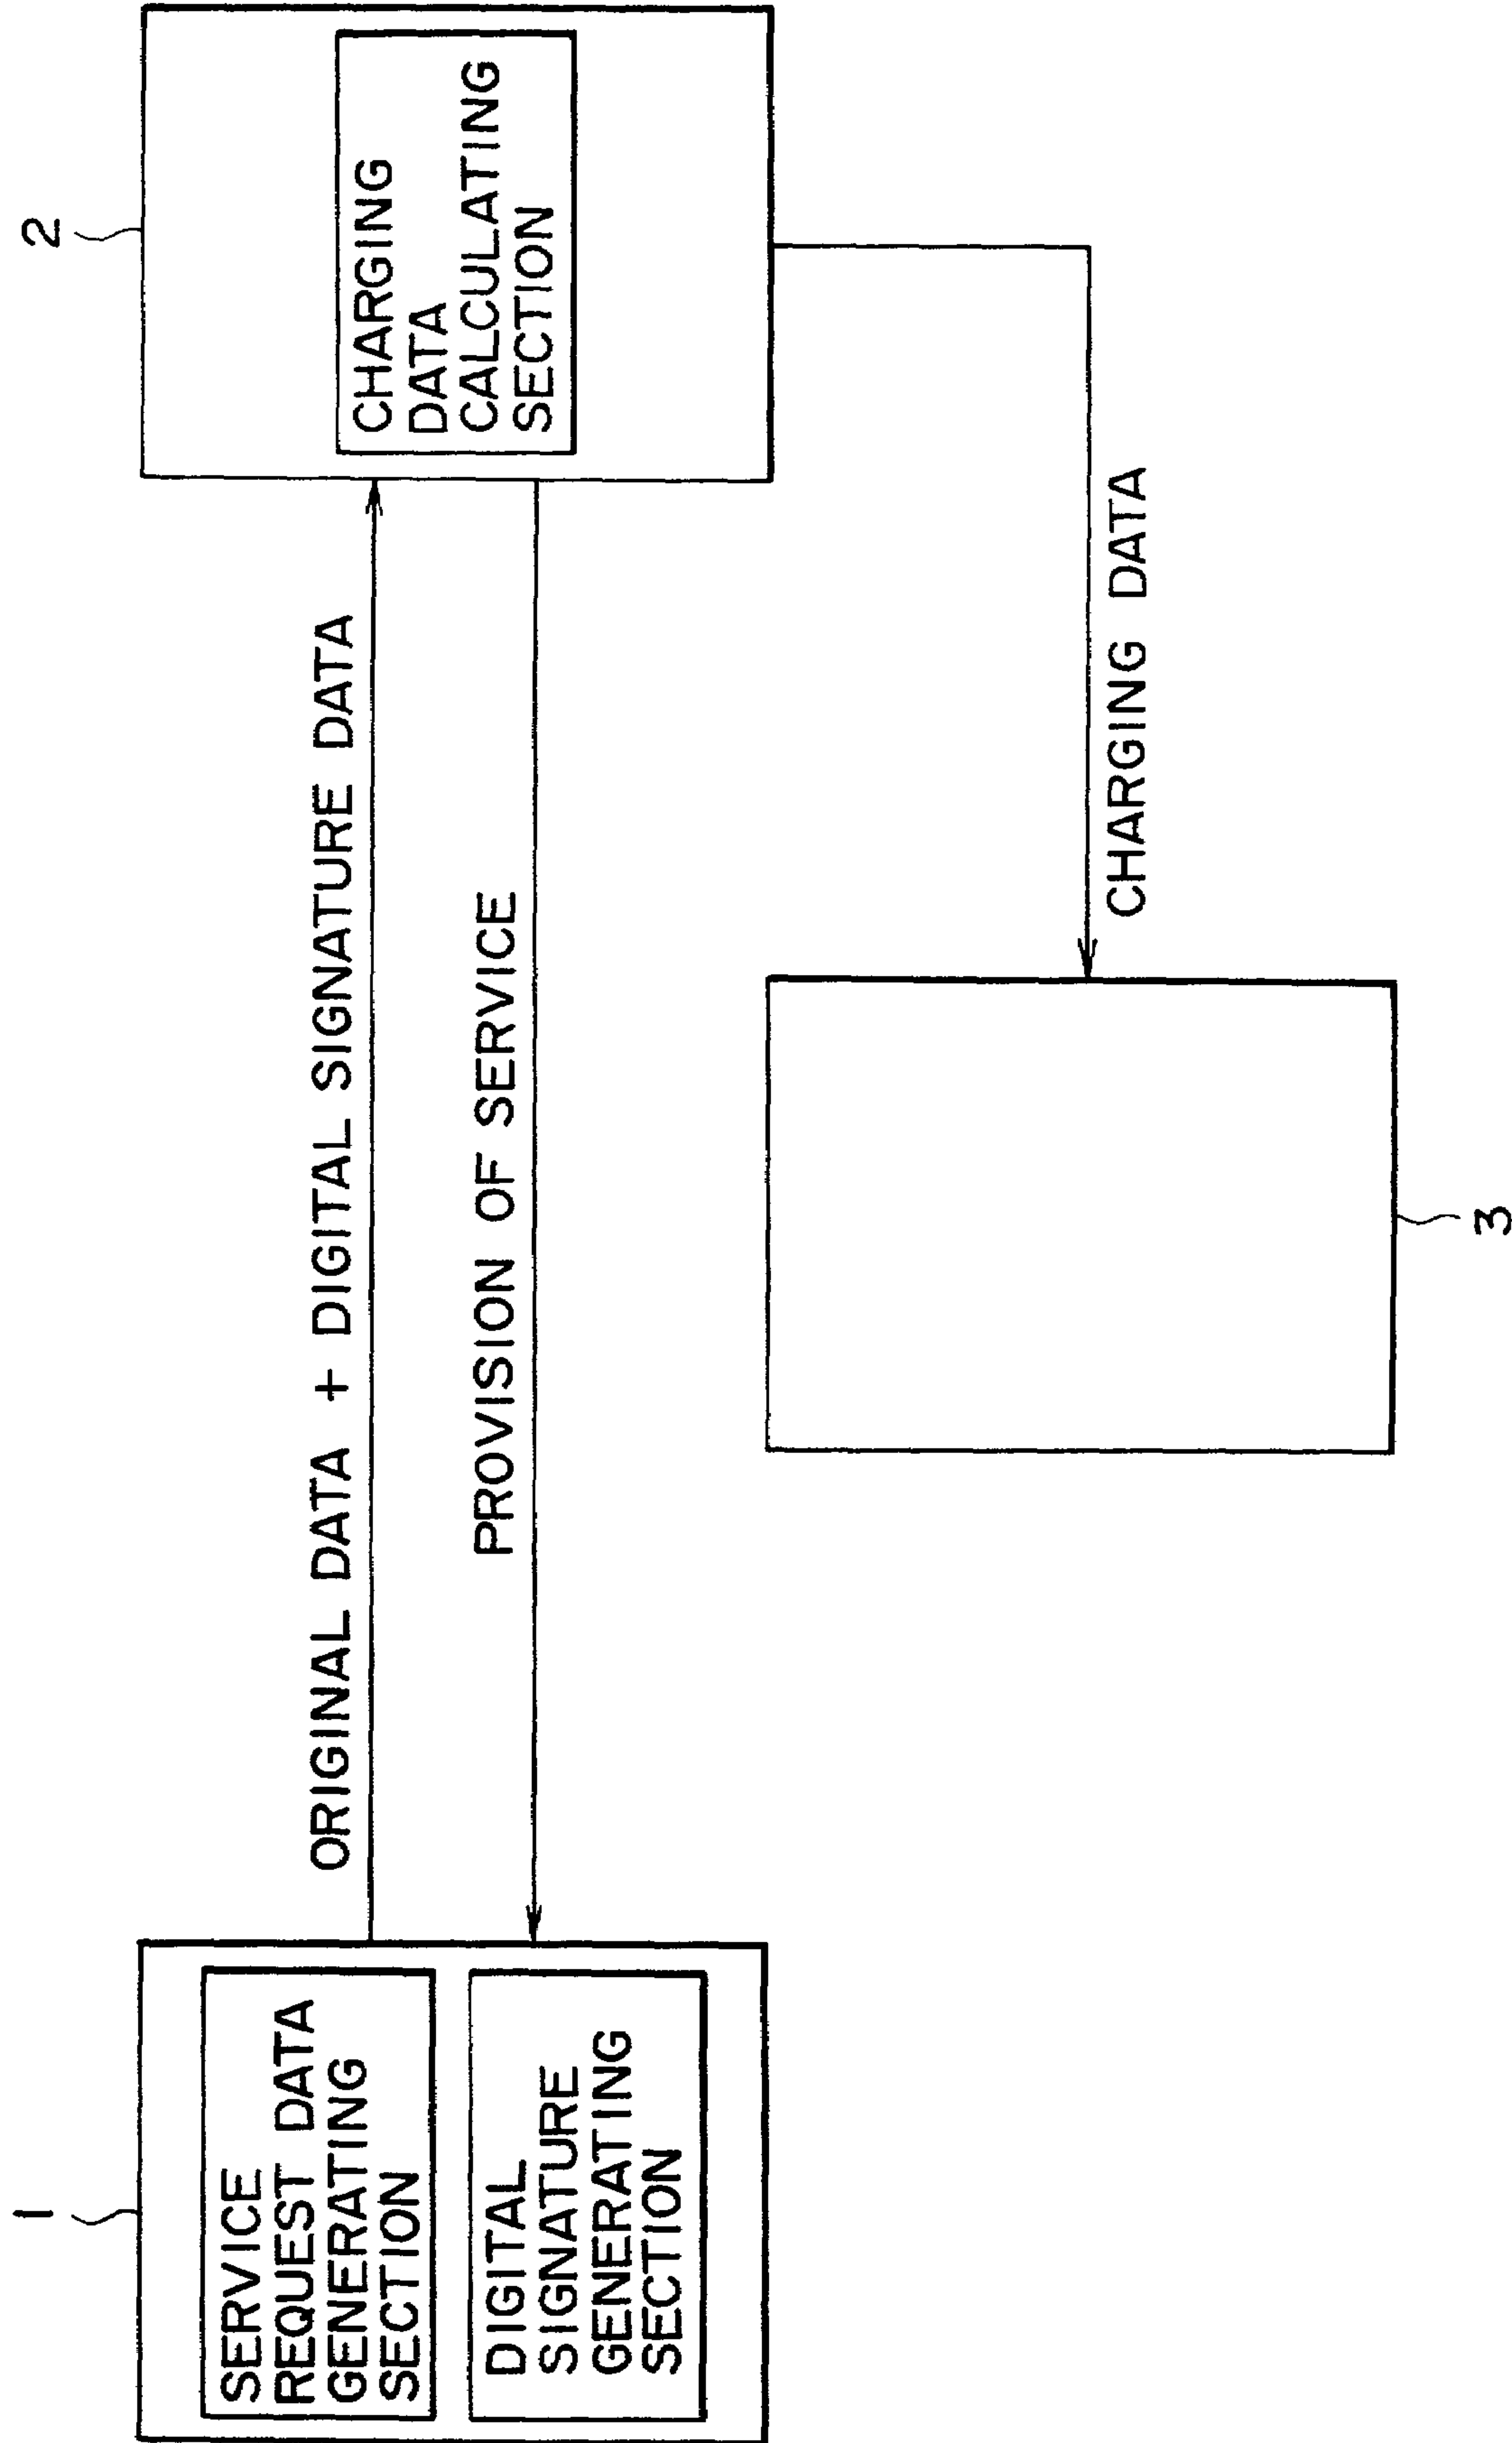 1
SERVICE
REQUEST DATA
GENERATING
SECTION
DIGITAL
SIGNATURE
GENERATING
SECTION
ORIGINAL DATA + DIGITAL SIGNATURE DATA
PROVISION OF SERVICE
2
CHARGING
DATA
CALCULATING
SECTION
CHARGING DATA
3